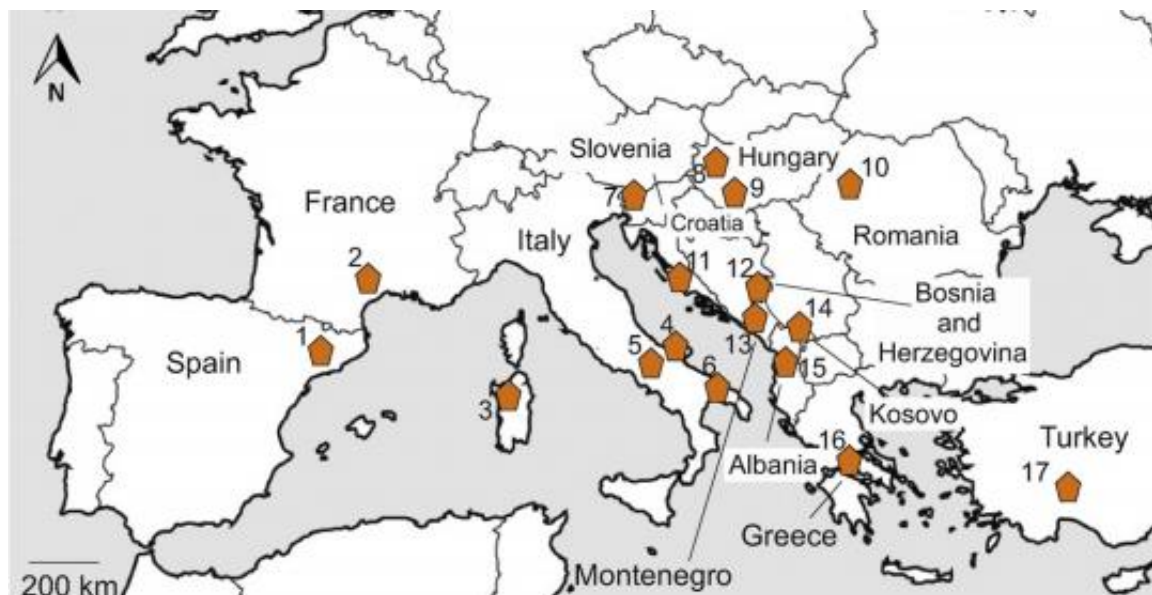 N
Slovenia
8
Hungary
10
7
9
France
Croatia
Italy
Romania
2
11
12
Bosnia
and
Herzegovina
14
1
4
13
Spain
5
15
6
3
Kosovo
Turkey
16
Albania
17
Greece
200 km
Montenegro